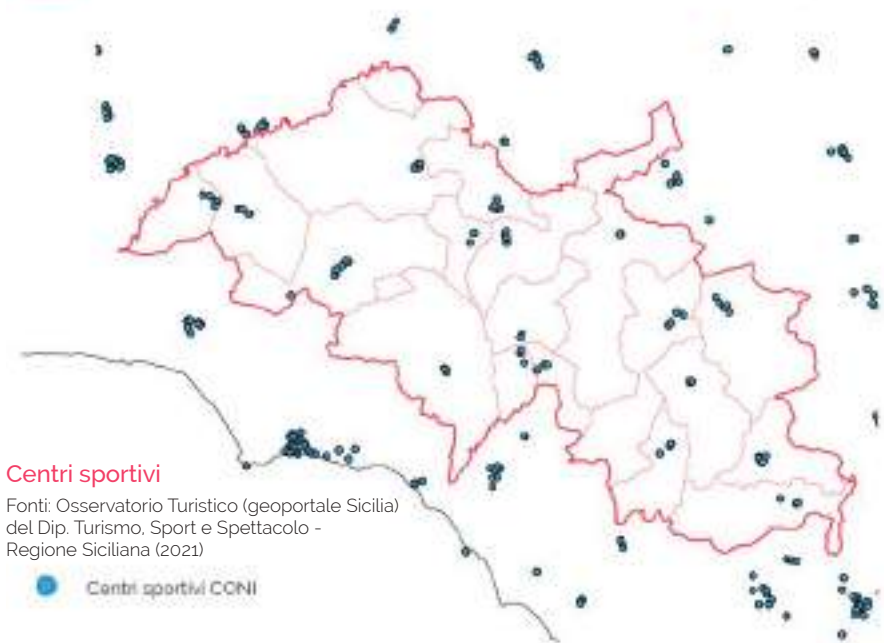 Centri sportivi
Fonti: Osservatorio Turistico (geoportale Sicilia)
del Dip. Turismo, Sport e Spettacolo -
Regione Siciliana (2021)
Centri sportivi CONI